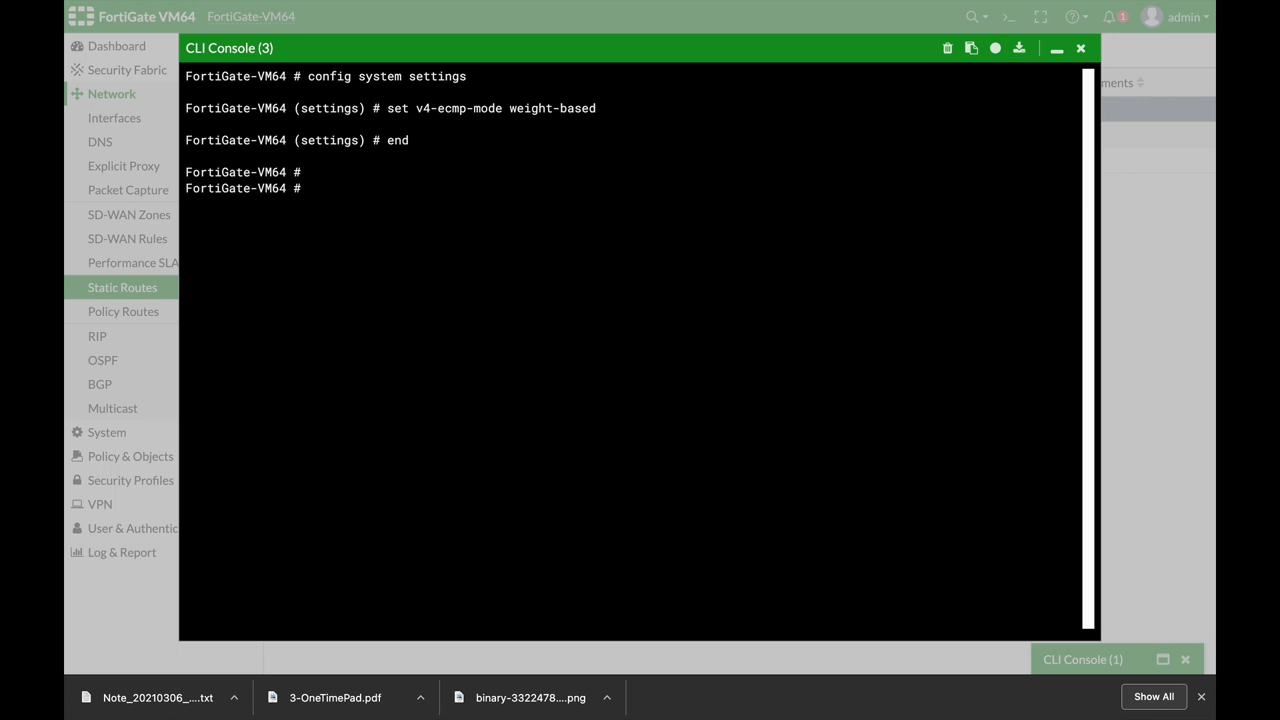 FortiGate VM64 FortiGate-VM64 admin
1
CLI Console (3)
FortiGate-VM64 # config system settings
FortiGate-VM64 (settings) # set v4-ecmp-mode weight-based
FortiGate-VM64 (settings) # end
FortiGate-VM64 #
FortiGate-VM64 #
Dashboard
Security Fabric
Network
Interfaces
DNS
Explicit Proxy
Packet Capture
SD-WAN Zones
SD-WAN Rules
Performance SLA
Static Routes
Policy Routes
RIP
OSPF
BGP
Multicast
System
Policy & Objects
Security Profiles
VPN
User & Authentic
Log & Report
ments
CLI Console (1)
Note_20210306_....txt
3-OneTimePad.pdf
binary-3322478....png
Show All